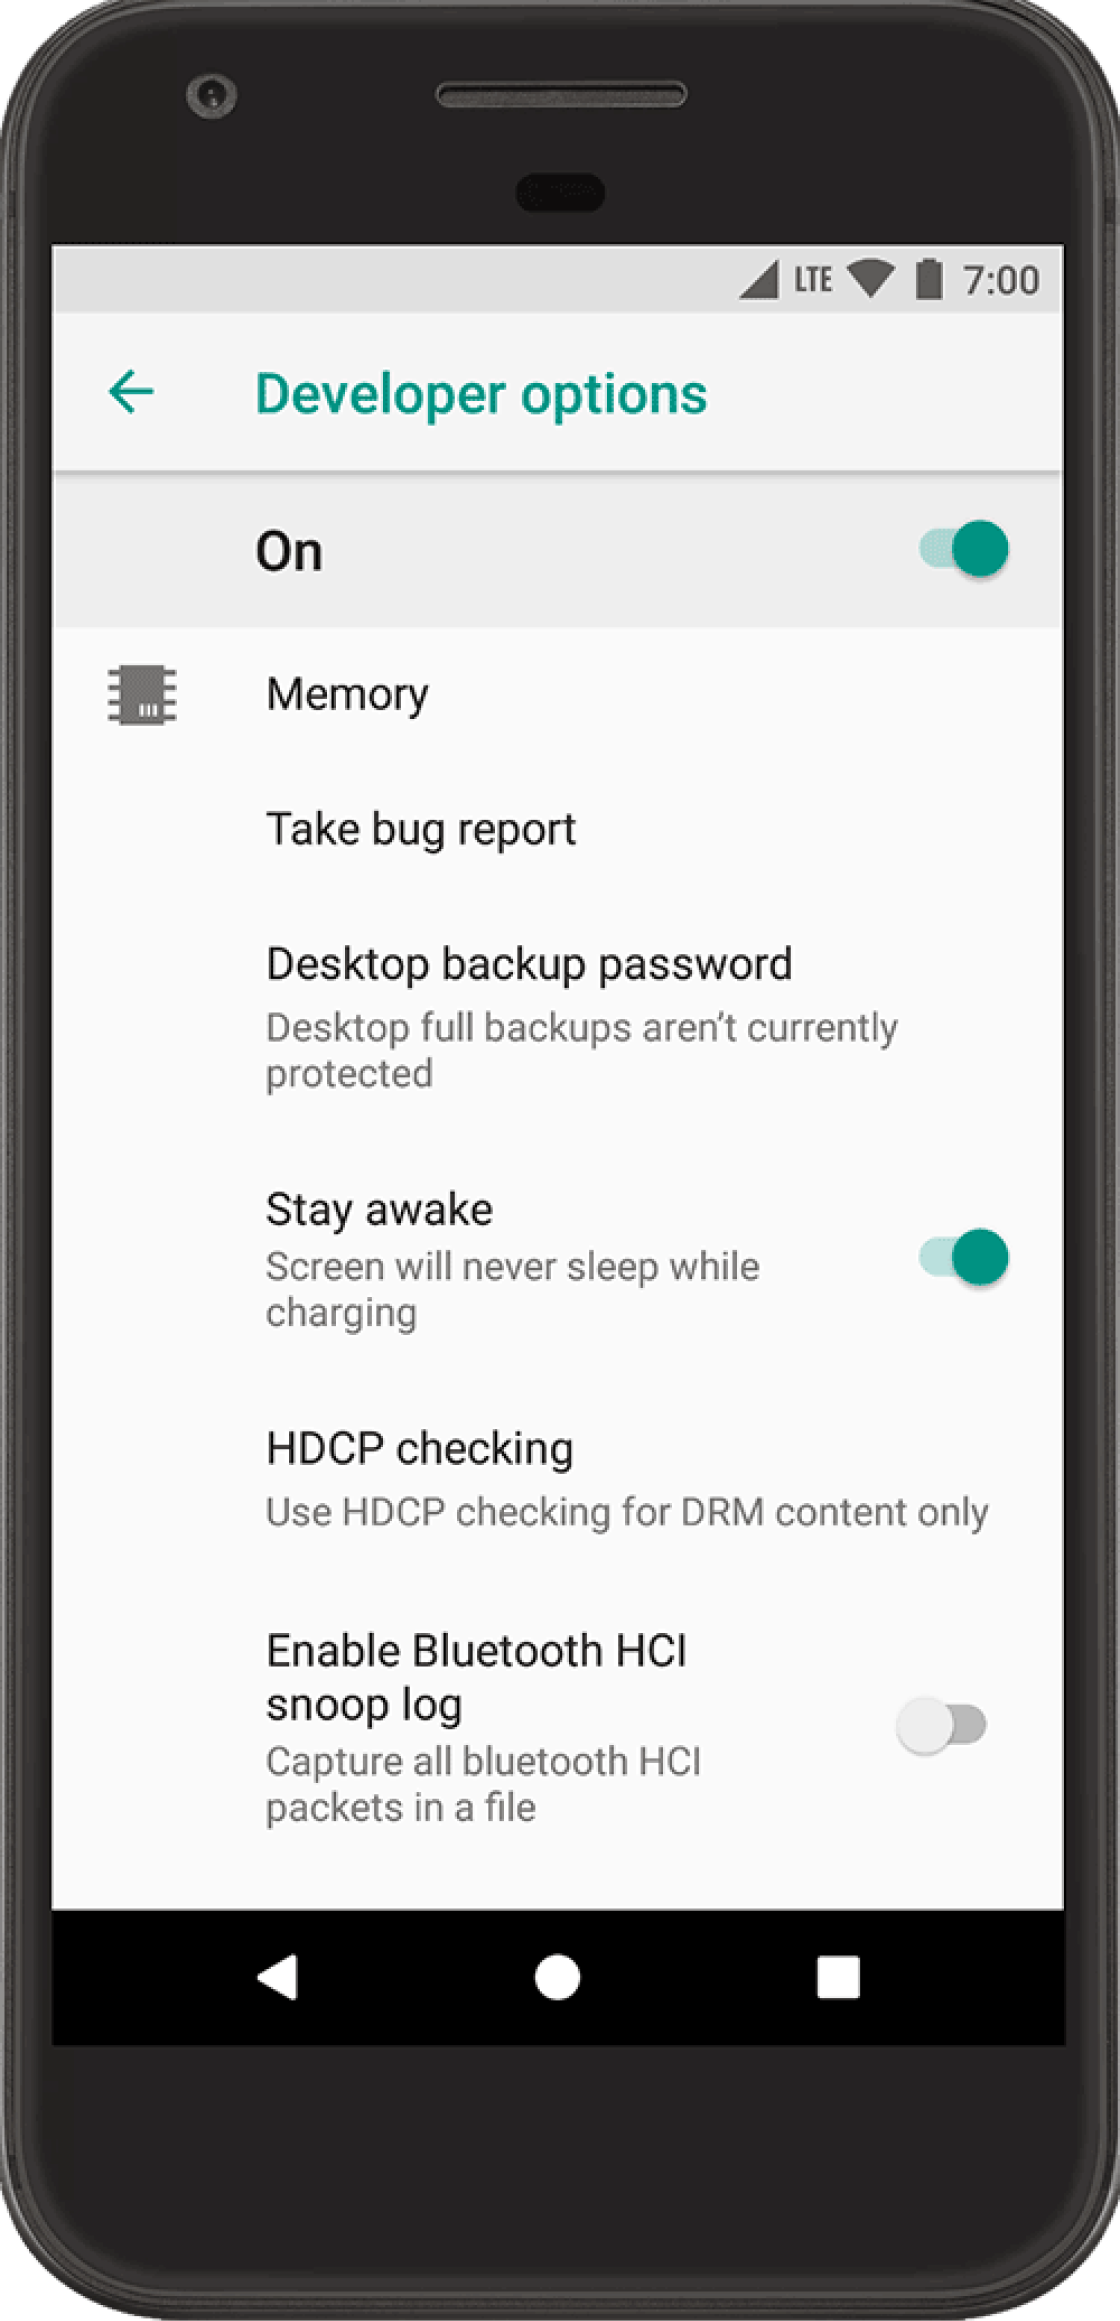 LTE 7:00
Developer options
On
Memory
Take bug report
Desktop backup password
Desktop full backups aren’t currently
protected
Stay awake
Screen will never sleep while
charging
HDCP checking
Use HDCP checking for DRM content only
Enable Bluetooth HCI
snoop log
Capture all bluetooth HCI
packets in a file